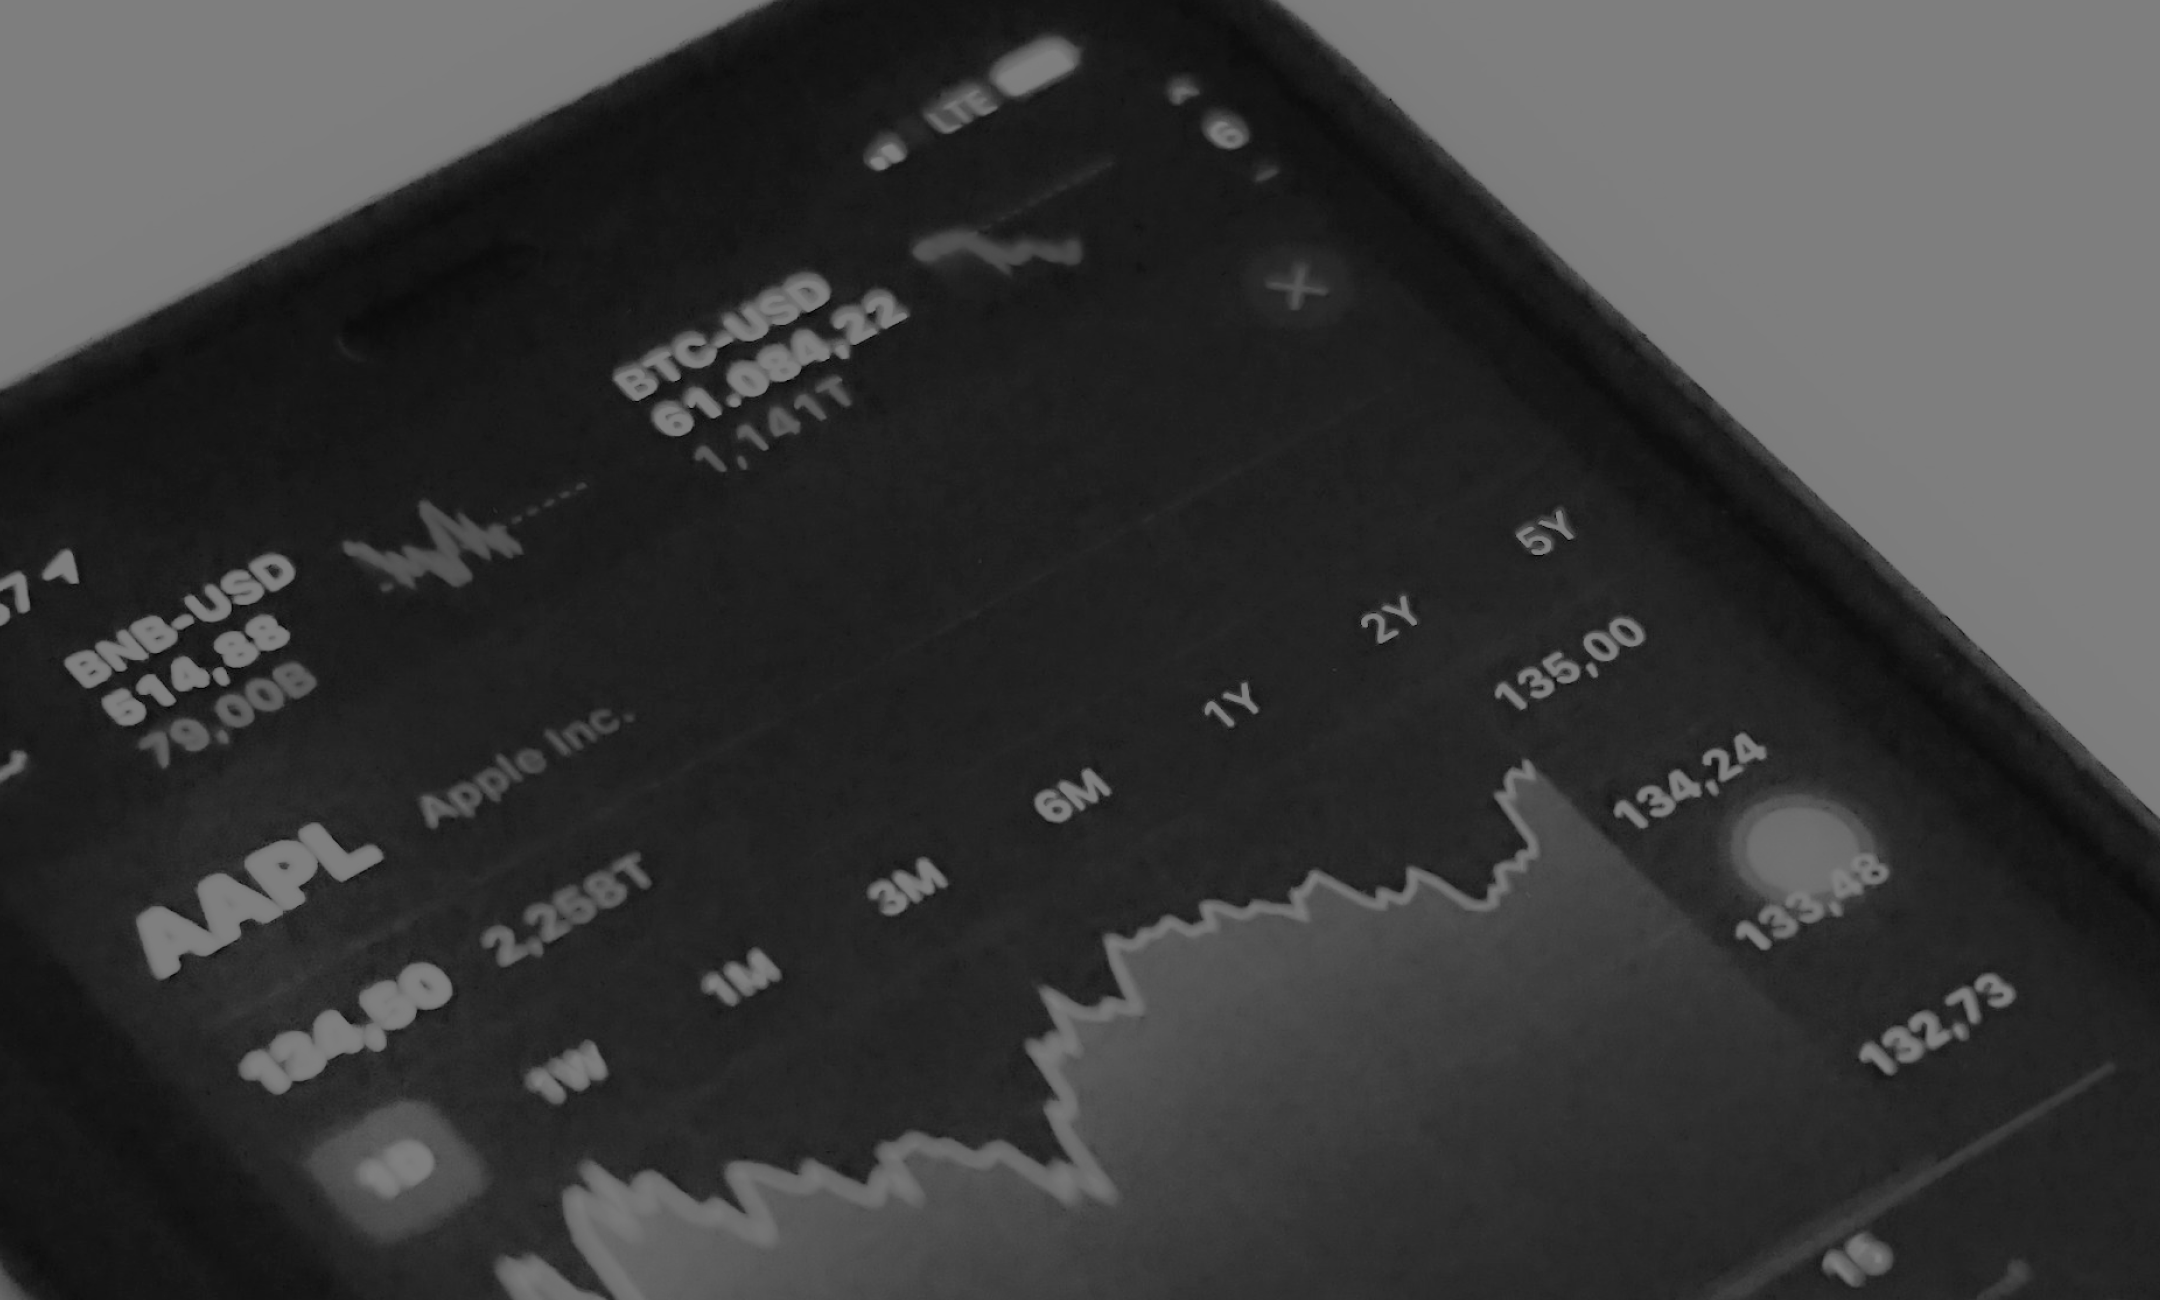 LTE
6
BTC-USD
61.084,22
1,141T
BNB-USD
514,88
79,00B
AAPL Apple Inc.
134,50 2,258T
1D 1W 1M 3M 6M 1Y 2Y 5Y
135,00
134,24
133,48
132,73